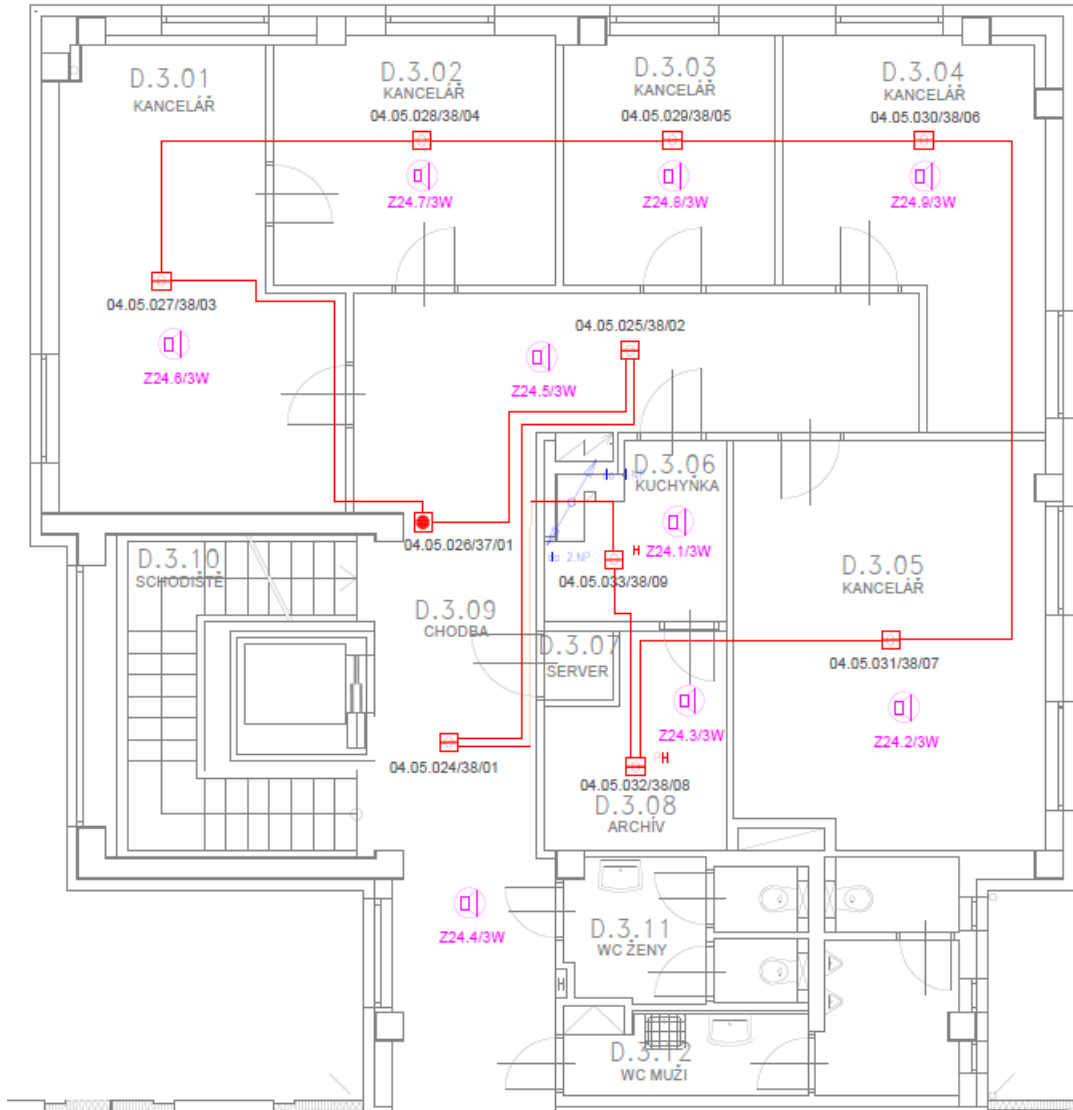 D.3.01
KANCELÁŘ
D.3.02
KANCELÁŘ
04.05.028/38/04
Z24.7/3W
D.3.03
KANCELÁŘ
04.05.029/38/05
Z24.8/3W
D.3.04
KANCELÁŘ
04.05.030/38/06
Z24.9/3W
04.05.027/38/03
Z24.6/3W
04.05.025/38/02
Z24.5/3W
D.3.06
KUCHYŇKA
Z24.1/3W
H
04.05.033/38/09
do 2.NP
04.05.026/37/01
D.3.10
SCHODIŠTĚ
D.3.09
CHODBA
D.3.05
KANCELÁŘ
04.05.031/38/07
Z24.2/3W
D.3.07
SERVER
Z24.3/3W
04.05.024/38/01
H
04.05.032/38/08
D.3.08
ARCHÍV
Z24.4/3W
D.3.11
WC ŽENY
H
D.3.12
WC MUŽI